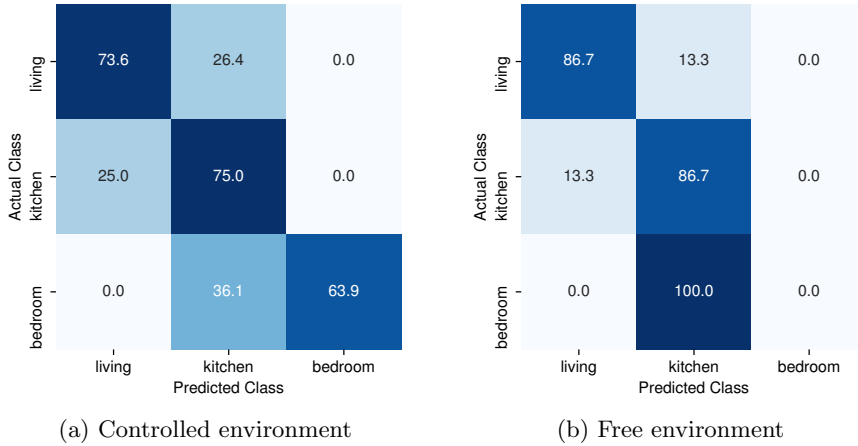 living 73.6 26.4 0.0
kitchen 25.0 75.0 0.0
bedroom 0.0 36.1 63.9
Actual Class
living kitchen bedroom
Predicted Class
(a) Controlled environment
living 86.7 13.3 0.0
kitchen 13.3 86.7 0.0
bedroom 0.0 100.0 0.0
Actual Class
living kitchen bedroom
Predicted Class
(b) Free environment